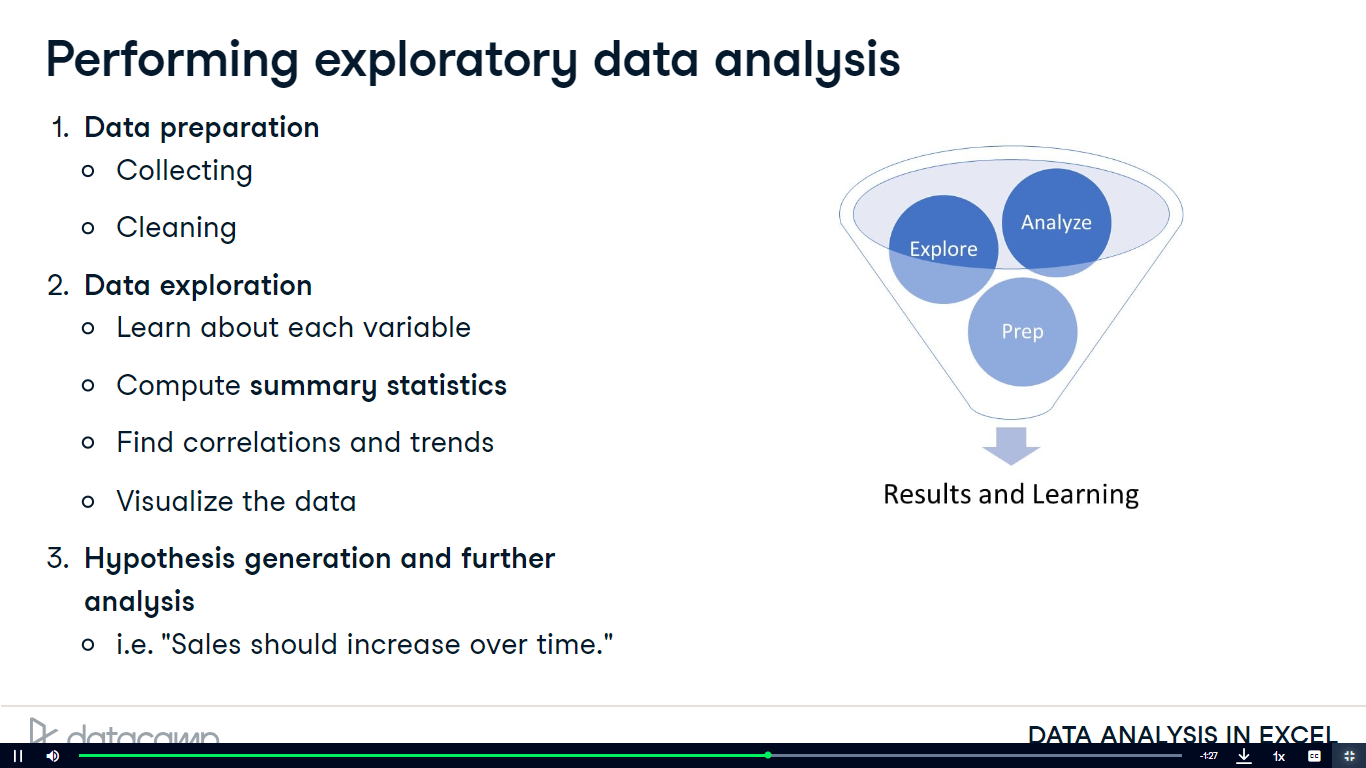 Performing exploratory data analysis
1. Data preparation
Collecting
Cleaning
2. Data exploration
Learn about each variable
Compute summary statistics
Find correlations and trends
Visualize the data
3. Hypothesis generation and further
analysis
i.e. "Sales should increase over time."
Analyze
Explore
Prep
Results and Learning
datacamp
DATA ANALYSIS IN EXCEL
-1:27
1x
CC